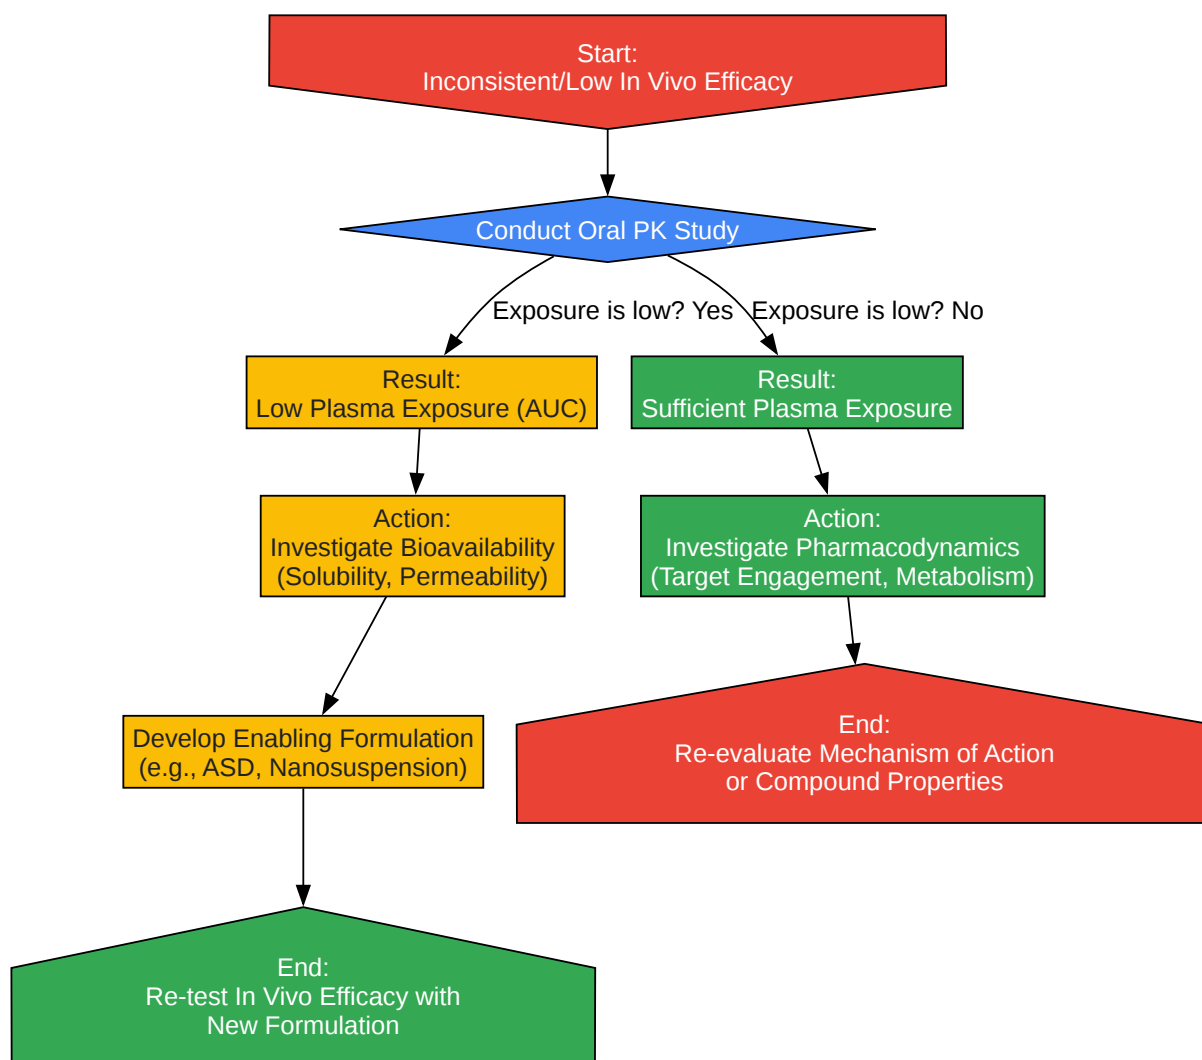 Start:
Inconsistent/Low In Vivo Efficacy
Conduct Oral PK Study
Exposure is low? Yes
Exposure is low? No
Result:
Low Plasma Exposure (AUC)
Result:
Sufficient Plasma Exposure
Action:
Investigate Bioavailability
(Solubility, Permeability)
Action:
Investigate Pharmacodynamics
(Target Engagement, Metabolism)
Develop Enabling Formulation
(e.g., ASD, Nanosuspension)
End:
Re-evaluate Mechanism of Action
or Compound Properties
End:
Re-test In Vivo Efficacy with
New Formulation